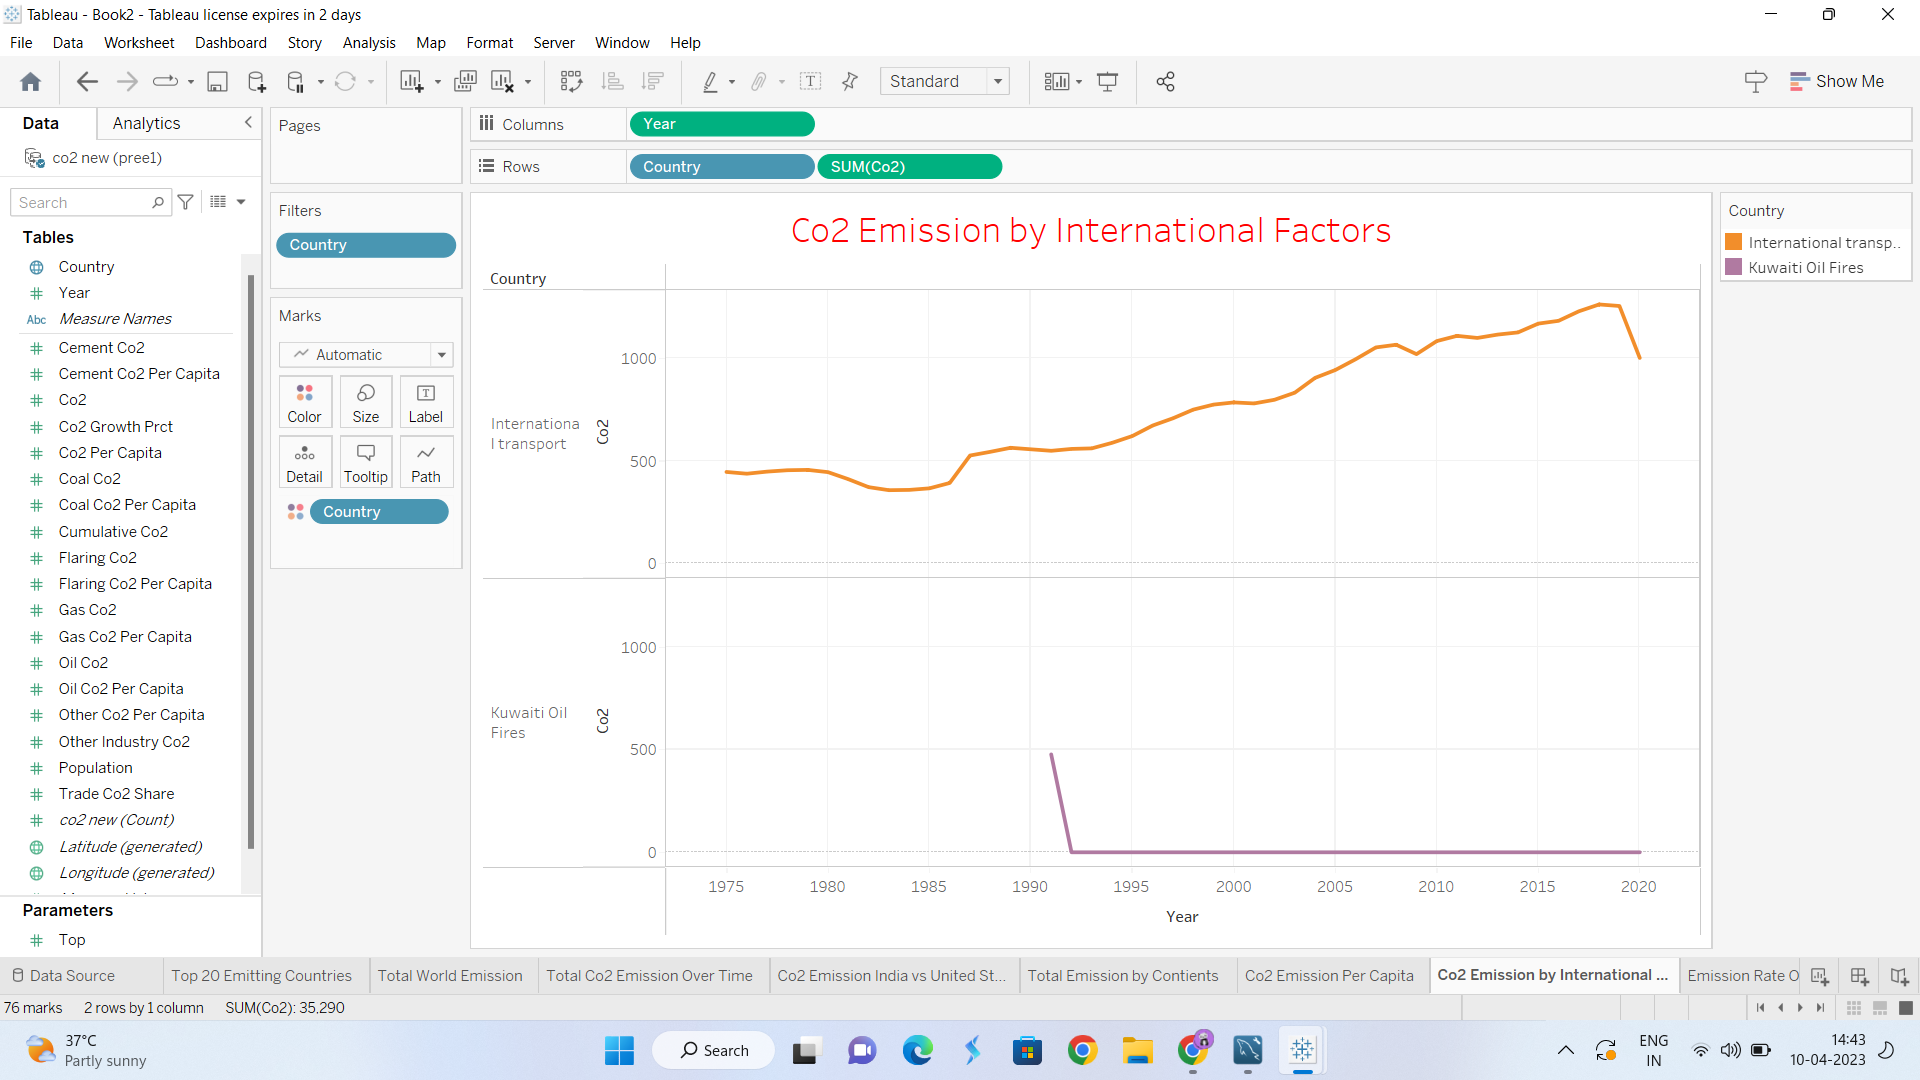 Tableau - Book2 - Tableau license expires in 2 days
File Data Worksheet Dashboard Story Analysis Map Format Server Window Help
Standard
Show Me
Data Analytics
co2 new (pree1)
Search
Tables
Country
Year
Abc Measure Names
Cement Co2
Cement Co2 Per Capita
Co2
Co2 Growth Prct
Co2 Per Capita
Coal Co2
Coal Co2 Per Capita
Cumulative Co2
Flaring Co2
Flaring Co2 Per Capita
Gas Co2
Gas Co2 Per Capita
Oil Co2
Oil Co2 Per Capita
Other Co2 Per Capita
Other Industry Co2
Population
Trade Co2 Share
co2 new (Count)
Latitude (generated)
Longitude (generated)
Parameters
Top
Pages
Filters
Country
Marks
Automatic
Color Size Label
Detail Tooltip Path
Country
Columns Year
Rows Country SUM(Co2)
Co2 Emission by International Factors
Country
Internationa
l transport
Co2
1000
500
0
Kuwaiti Oil
Fires
Co2
1000
500
0
1975 1980 1985 1990 1995 2000 2005 2010 2015 2020
Year
Country
International transp..
Kuwaiti Oil Fires
Data Source Top 20 Emitting Countries Total World Emission Total Co2 Emission Over Time Co2 Emission India vs United St... Total Emission by Contients Co2 Emission Per Capita Co2 Emission by International ... Emission Rate O
76 marks 2 rows by 1 column SUM(Co2): 35,290
37°C
Partly sunny
Search
ENG
IN
14:43
10-04-2023